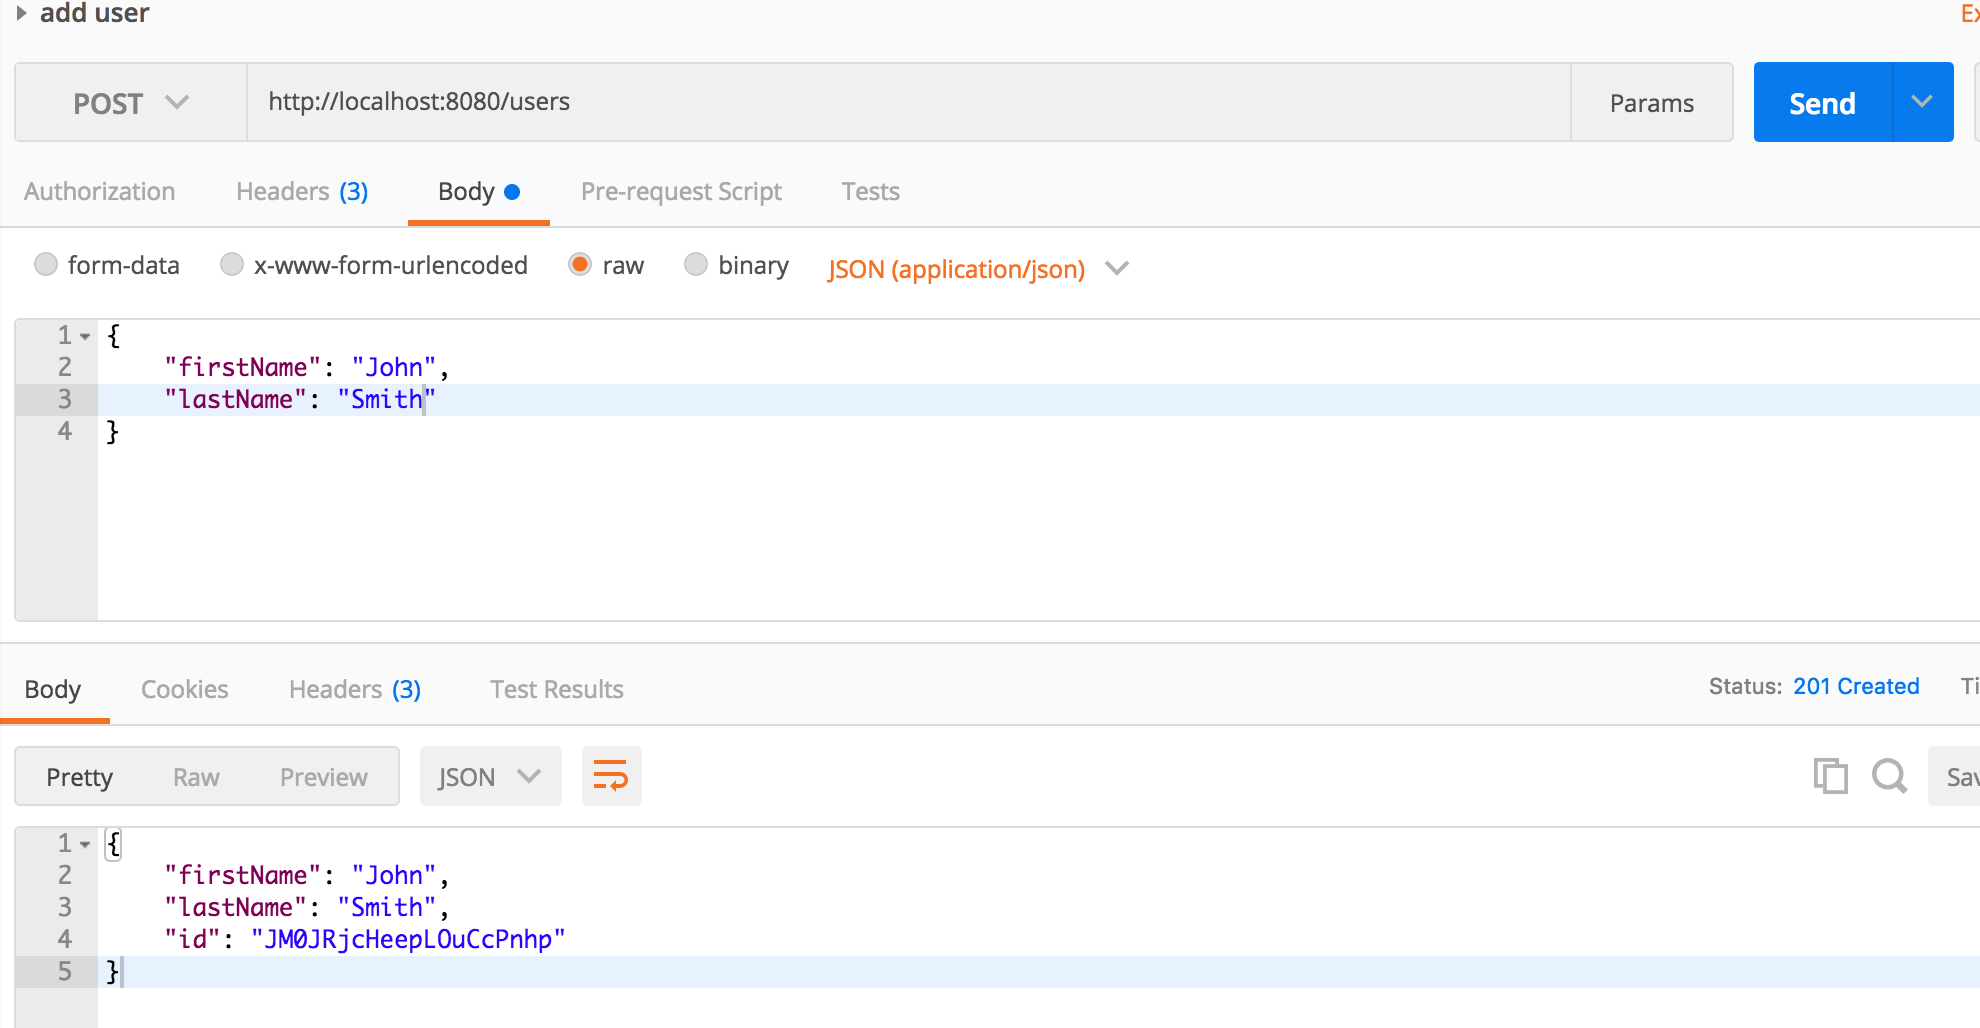 add user
Ex
POST http://localhost:8080/users Params Send
Authorization Headers (3) Body Pre-request Script Tests
form-data x-www-form-urlencoded raw binary JSON (application/json)
1 {
2 "firstName": "John",
3 "lastName": "Smith"
4 }
Body Cookies Headers (3) Test Results Status: 201 Created Ti
Pretty Raw Preview JSON Sav
1 {
2 "firstName": "John",
3 "lastName": "Smith",
4 "id": "JM0JRjcHeepLOuCcPnhp"
5 }